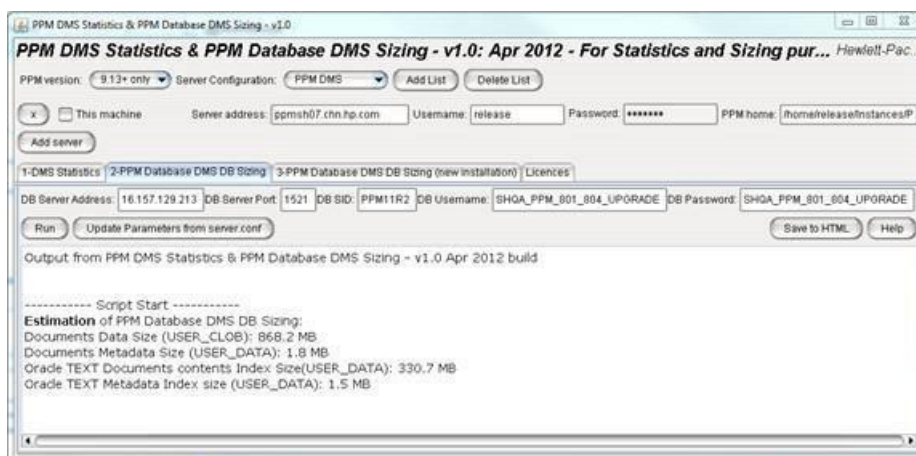 PPM DMS Statistics & PPM Database DMS Sizing - v1.0
PPM DMS Statistics & PPM Database DMS Sizing - v1.0: Apr 2012 - For Statistics and Sizing pur... Hewlett-Pac...
PPM version: 9.13+ only Server Configuration: PPM DMS Add List Delete List
x This machine Server address: ppmsh07.chn.hp.com Username: release Password: ******* PPM home: /home/release/Instances/P
Add server
1-DMS Statistics 2-PPM Database DMS DB Sizing 3-PPM Database DMS DB Sizing (new installation) Licences
DB Server Address: 16.157.129.213 DB Server Port: 1521 DB SID: PPM11R2 DB Username: SHQA_PPM_801_804_UPGRADE DB Password: SHQA_PPM_801_804_UPGRADE
Run Update Parameters from server.conf Save to HTML Help
Output from PPM DMS Statistics & PPM Database DMS Sizing - v1.0 Apr 2012 build
----------- Script Start -----------
Estimation of PPM Database DMS DB Sizing:
Documents Data Size (USER_CLOB): 868.2 MB
Documents Metadata Size (USER_DATA): 1.8 MB
Oracle TEXT Documents contents Index Size(USER_DATA): 330.7 MB
Oracle TEXT Metadata Index size (USER_DATA): 1.5 MB